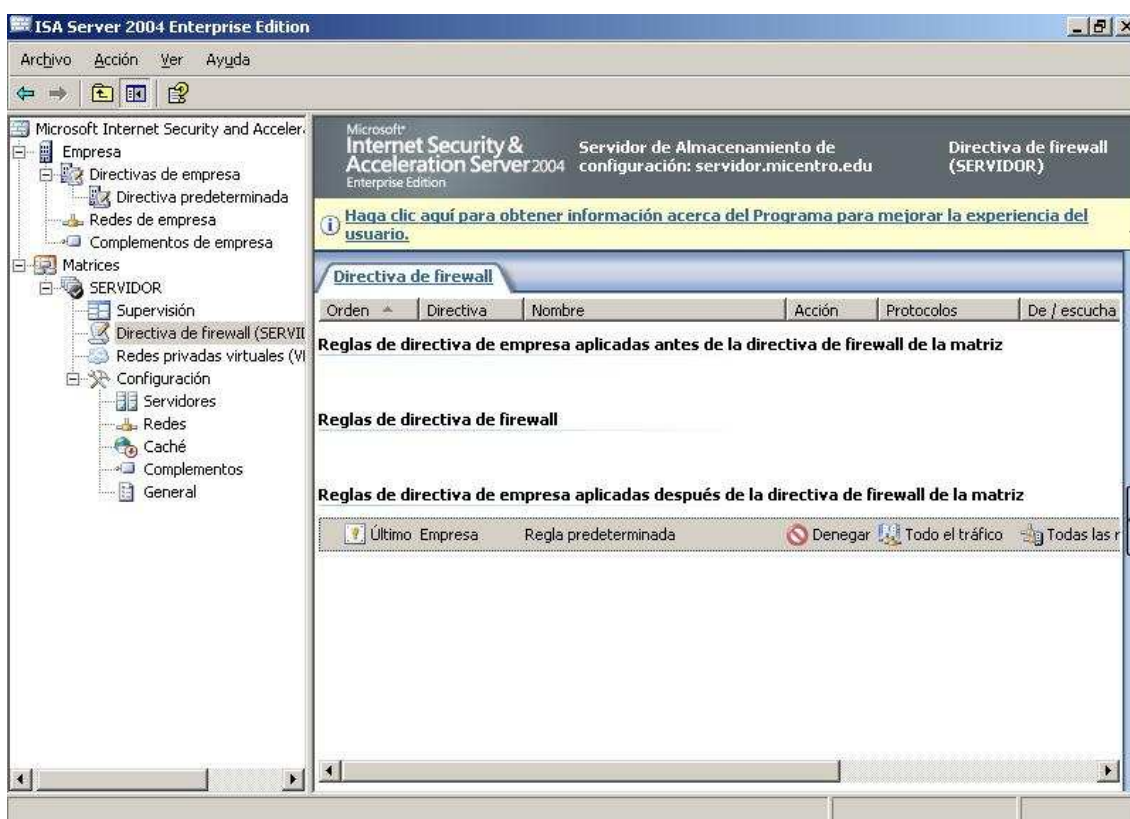 ISA Server 2004 Enterprise Edition
Archivo Acción Ver Ayuda
Microsoft Internet Security and Acceler
Empresa
Directivas de empresa
Directiva predeterminada
Redes de empresa
Complementos de empresa
Matrices
SERVIDOR
Supervisión
Directiva de firewall (SERVI
Redes privadas virtuales (V
Configuración
Servidores
Redes
Caché
Complementos
General
Microsoft
Internet Security &
Acceleration Server 2004
Enterprise Edition
Servidor de Almacenamiento de
configuración: servidor.micentro.edu
Directiva de firewall
(SERVIDOR)
Haga clic aquí para obtener información acerca del Programa para mejorar la experiencia del
usuario.
Directiva de firewall
Orden Directiva Nombre Acción Protocolos De / escucha
Reglas de directiva de empresa aplicadas antes de la directiva de firewall de la matriz
Reglas de directiva de firewall
Reglas de directiva de empresa aplicadas después de la directiva de firewall de la matriz
Último Empresa Regla predeterminada Denegar Todo el tráfico Todas las r